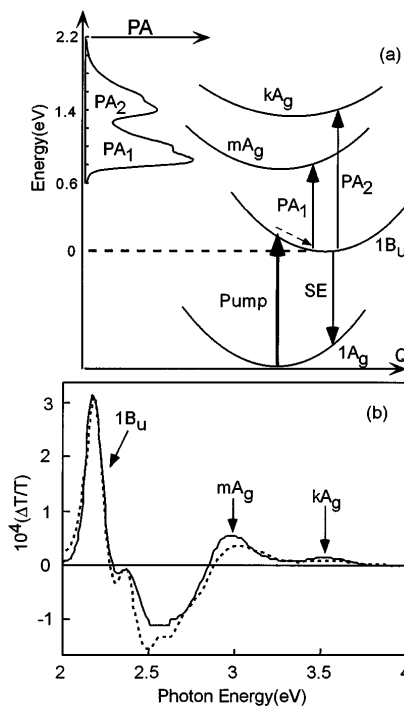 PA
(a)
2.2
1.4
0.6
0
Energy(eV)
PA2
PA1
kAg
mAg
PA1
PA2
1Bu
Pump
SE
1Ag
Q
(b)
1Bu
mAg
kAg
3
2
1
0
-1
10^4(ΔT/T)
2
2.5
3
3.5
4
Photon Energy(eV)